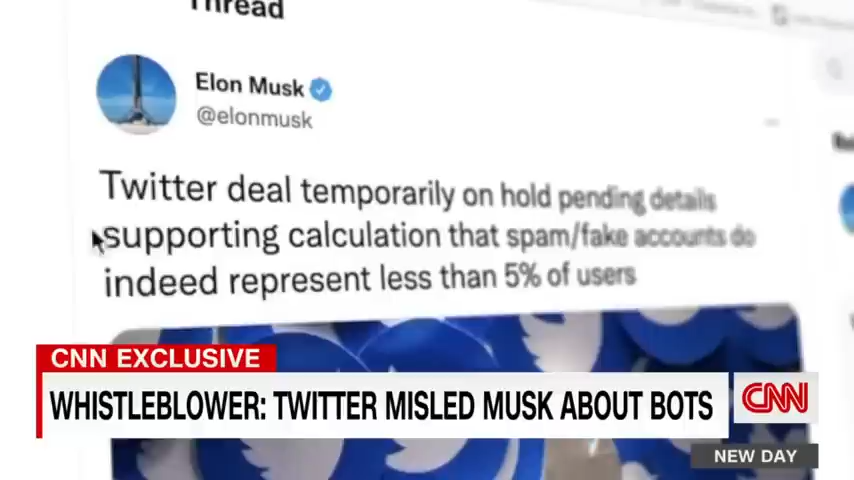 Thread
Elon Musk
@elonmusk
Twitter deal temporarily on hold pending details
supporting calculation that spam/fake accounts do
indeed represent less than 5% of users
CNN EXCLUSIVE
WHISTLEBLOWER: TWITTER MISLED MUSK ABOUT BOTS
CNN
NEW DAY